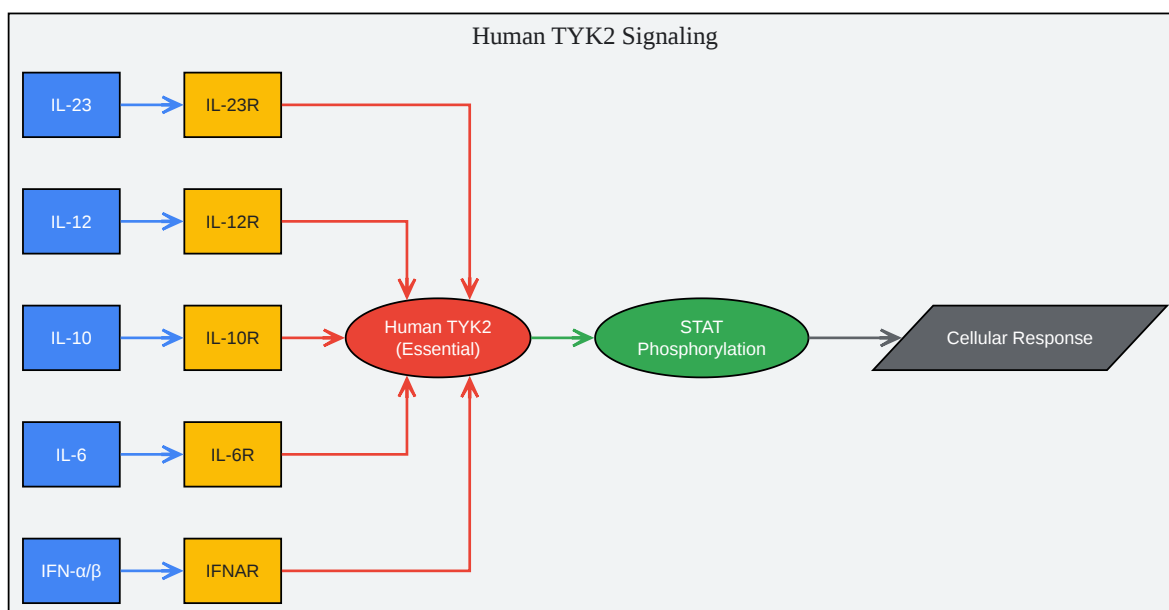 Human TYK2 Signaling
IL-23
IL-23R
IL-12
IL-12R
IL-10
IL-10R
Human TYK2
(Essential)
STAT
Phosphorylation
Cellular Response
IL-6
IL-6R
IFN-α/β
IFNAR